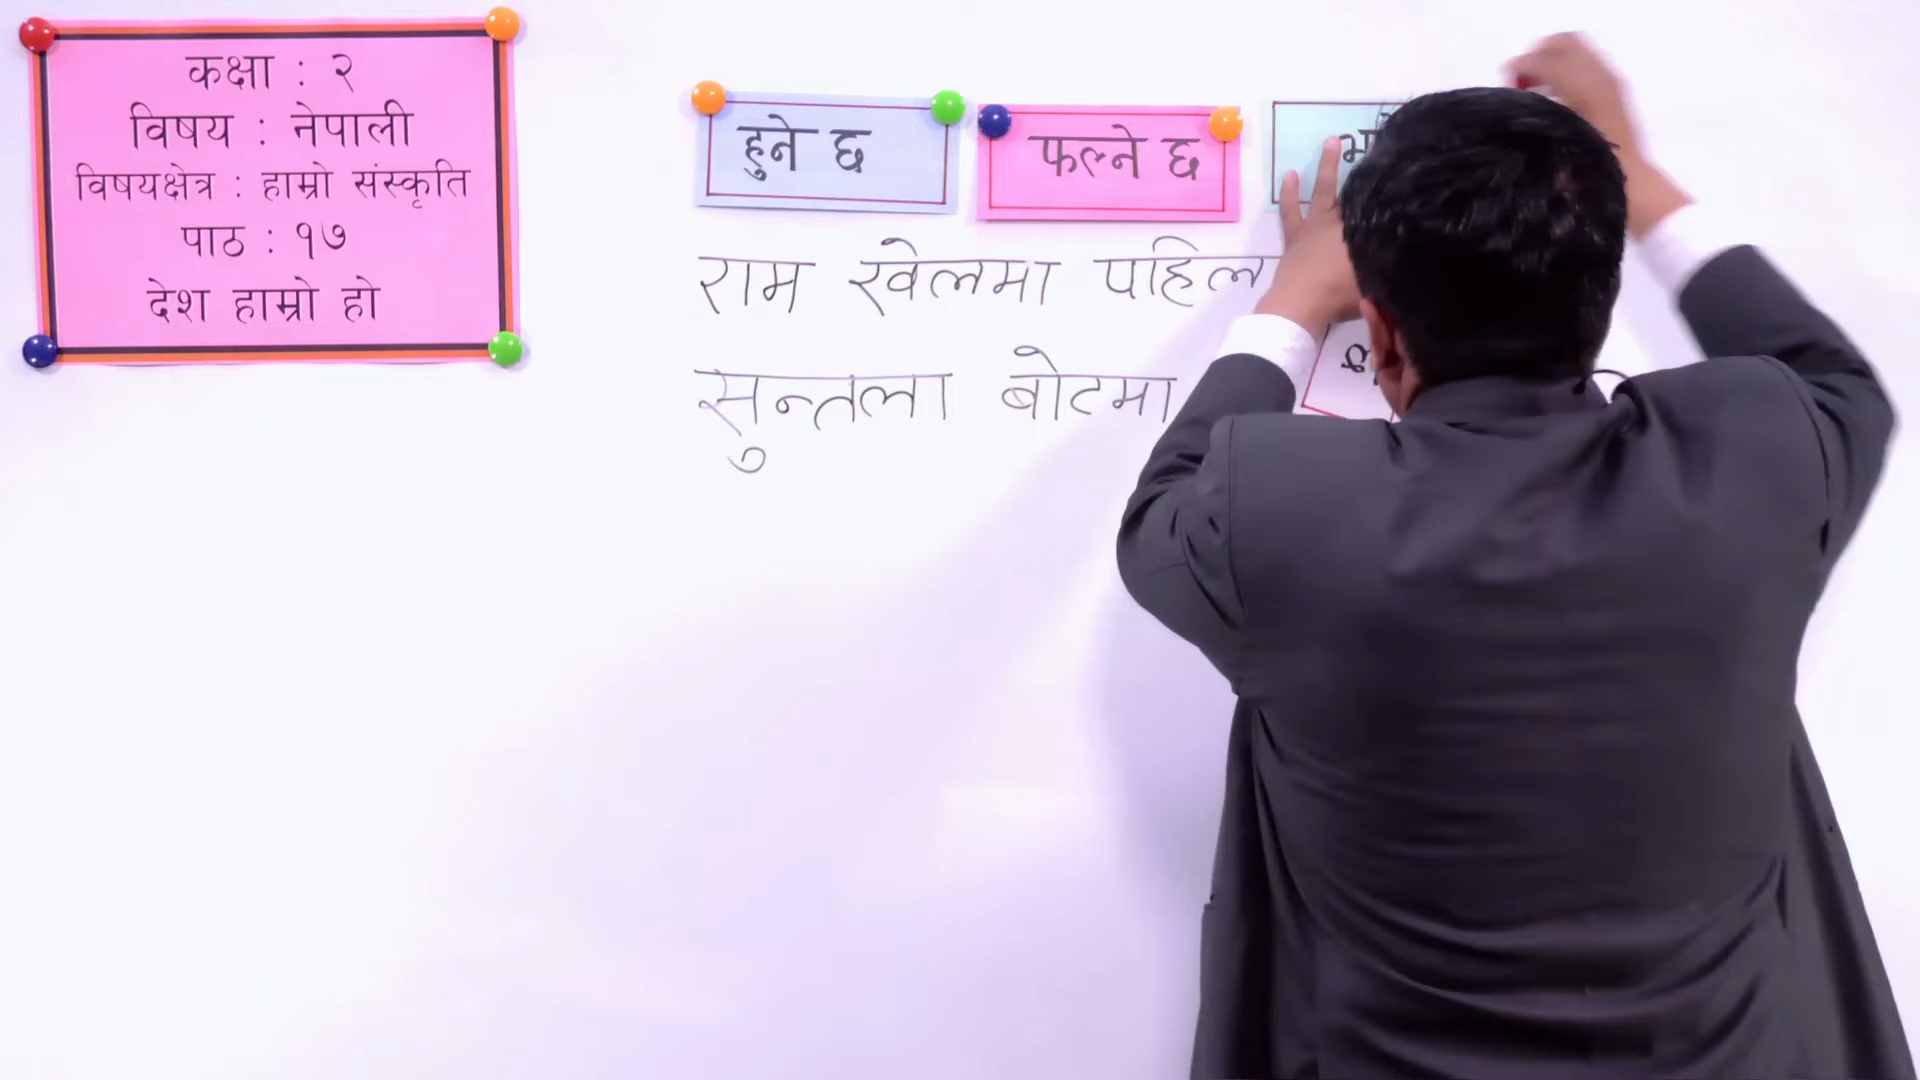 कक्षा : २
विषय : नेपाली
विषयक्षेत्र : हाम्रो संस्कृति
पाठ : १७
देश हाम्रो हो
हुने छ
फल्ने छ
राम खेलमा
सुन्तला बोटमा